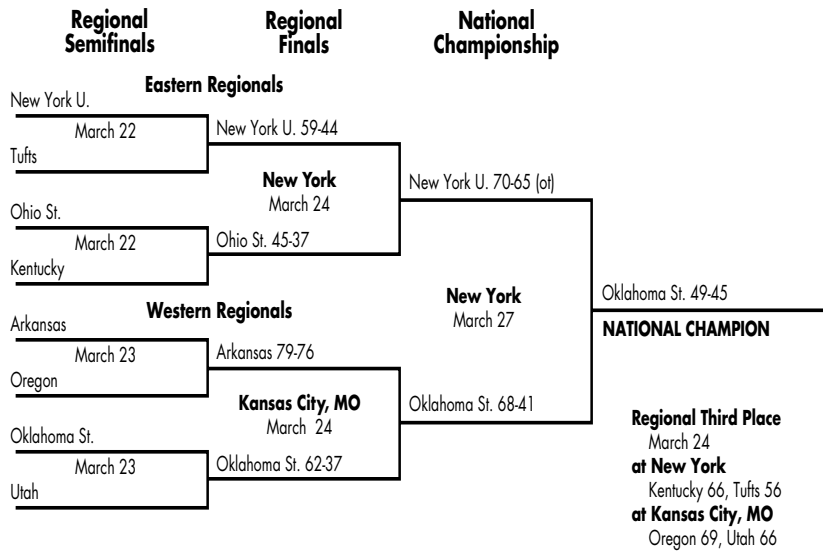 Regional
Semifinals
Regional
Finals
National
Championship
Eastern Regionals
New York U.
March 22
Tufts
New York U. 59-44
New York
March 24
Ohio St.
March 22
Kentucky
Ohio St. 45-37
New York U. 70-65 (ot)
Western Regionals
Arkansas
March 23
Oregon
Arkansas 79-76
Kansas City, MO
March 24
Oklahoma St.
March 23
Utah
Oklahoma St. 62-37
Oklahoma St. 68-41
New York
March 27
Oklahoma St. 49-45
NATIONAL CHAMPION
Regional Third Place
March 24
at New York
Kentucky 66, Tufts 56
at Kansas City, MO
Oregon 69, Utah 66